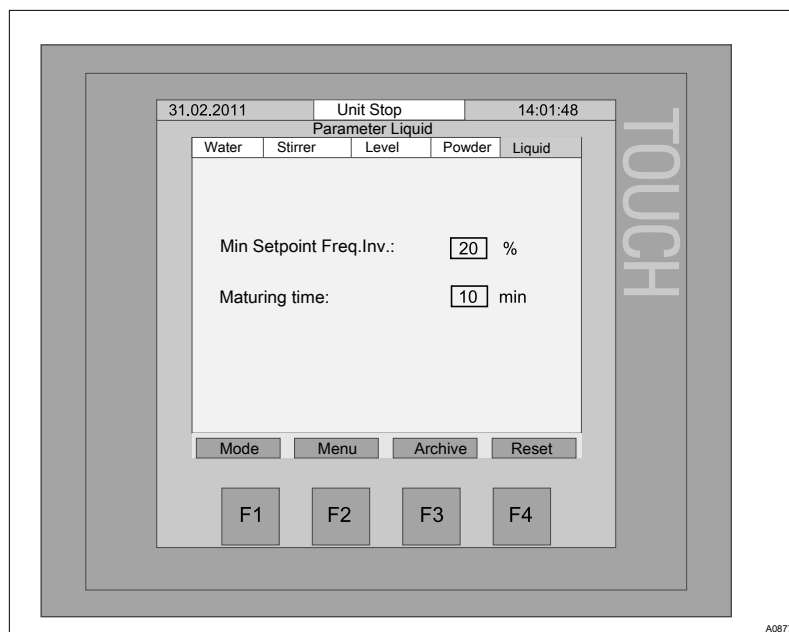 31.02.2011 Unit Stop 14:01:48
Parameter Liquid
Water Stirrer Level Powder Liquid
Min Setpoint Freq.Inv.: 20 %
Maturing time: 10 min
Mode Menu Archive Reset
F1 F2 F3 F4
TOUCH